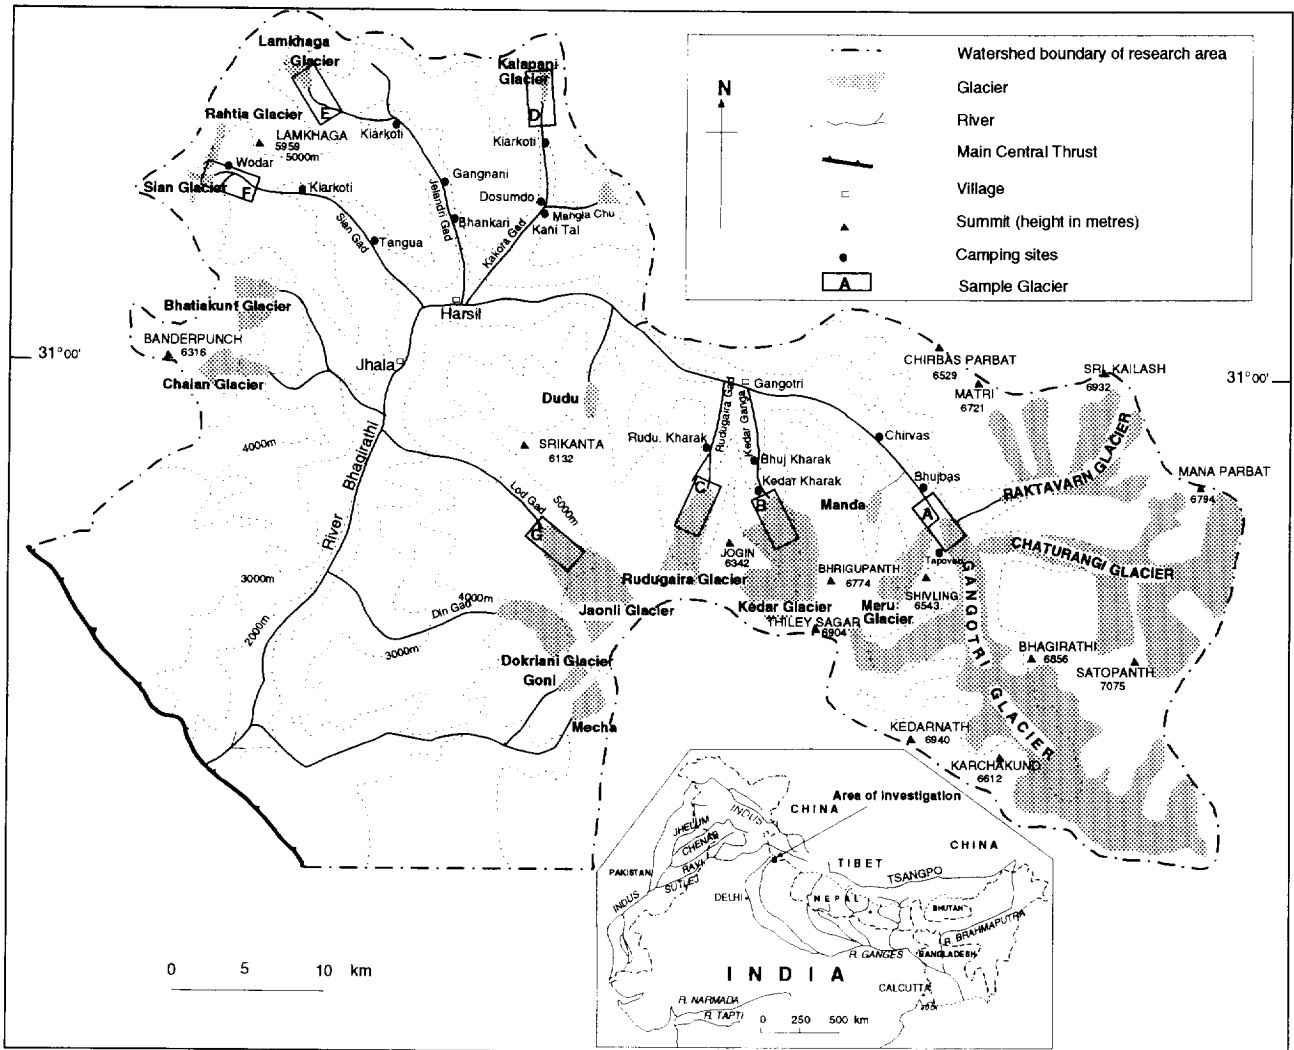 Lamkhaga
Glacier
Kalapani
Glacier
Rahtia Glacier
LAMKHAGA
5959
5000m
Wodar
Sian Glacier
E
D
F
Kiarkoti
Kiarkoti
Kiarkoti
Gangnani
Jelandri Gad
Bhankari
Dosumdo
Mangla Chu
Kani Tal
Kakora Gad
Sian Gad
Tangua
Harsil
Bhatiakunt Glacier
BANDERPUNCH
6316
31°00'
Chaian Glacier
Jhala
Dudu
SRIKANTA
6132
4000m
River
Bhagirathi
Lod Gad
5000m
G
3000m
2000m
Din Gad
4000m
3000m
Jaonli Glacier
Dokriani Glacier
Goni
Mecha
Gangotri
Rudugaira Gad
Kedar Ganga
Rudu. Kharak
Bhuj Kharak
Kedar Kharak
C
B
JOGIN
6342
Rudugaira Glacier
Kedar Glacier
THILEY SAGAR
6904
BHRIGUPANTH
6774
Manda
Chirvas
Bhujbas
A
Tapovan
SHIVLING
6543
Meru
Glacier
CHIRBAS PARBAT
6529
MATRI
6721
SRI KAILASH
6932
31°00'
RAKTAVARN GLACIER
MANA PARBAT
6794
CHATURANGI GLACIER
GANGOTRI GLACIER
BHAGIRATHI
6856
SATOPANTH
7075
KEDARNATH
6940
KARCHAKUND
6612
N
Watershed boundary of research area
Glacier
River
Main Central Thrust
Village
Summit (height in metres)
Camping sites
A
Sample Glacier
0 5 10 km
Area of investigation
CHINA
CHINA
TIBET
INDUS
JHELUM
CHENAB
RAVI
SUTLEJ
PAKISTAN
INDUS
DELHI
NEPAL
TSANGPO
BHUTAN
R. BRAHMAPUTRA
BANGLADESH
R. GANGES
INDIA
CALCUTTA
R. NARMADA
R. TAPTI
0 250 500 km